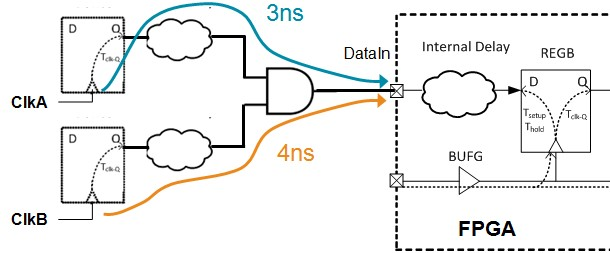 3ns
D Q
Tclk-Q
ClkA
DataIn
Internal Delay
REGB
D Q
Tsetup
Thold
Tclk-Q
D Q
Tclk-Q
4ns
BUFG
ClkB
FPGA